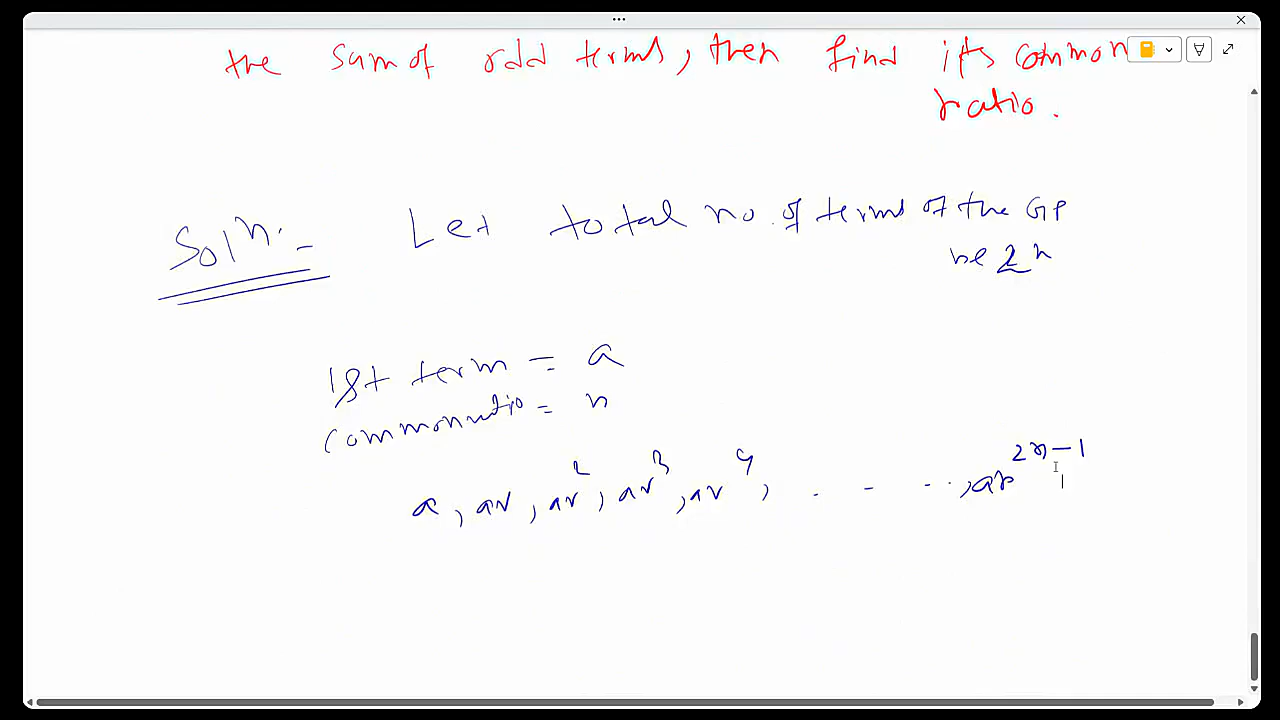 the sum of odd terms, then find its common
ratio.
Soln:- Let total no. of terms of the GP
be 2n
1st term = a
common ratio = r
a, ar, ar², ar³, ar⁴, . - - .., ar²ⁿ⁻¹